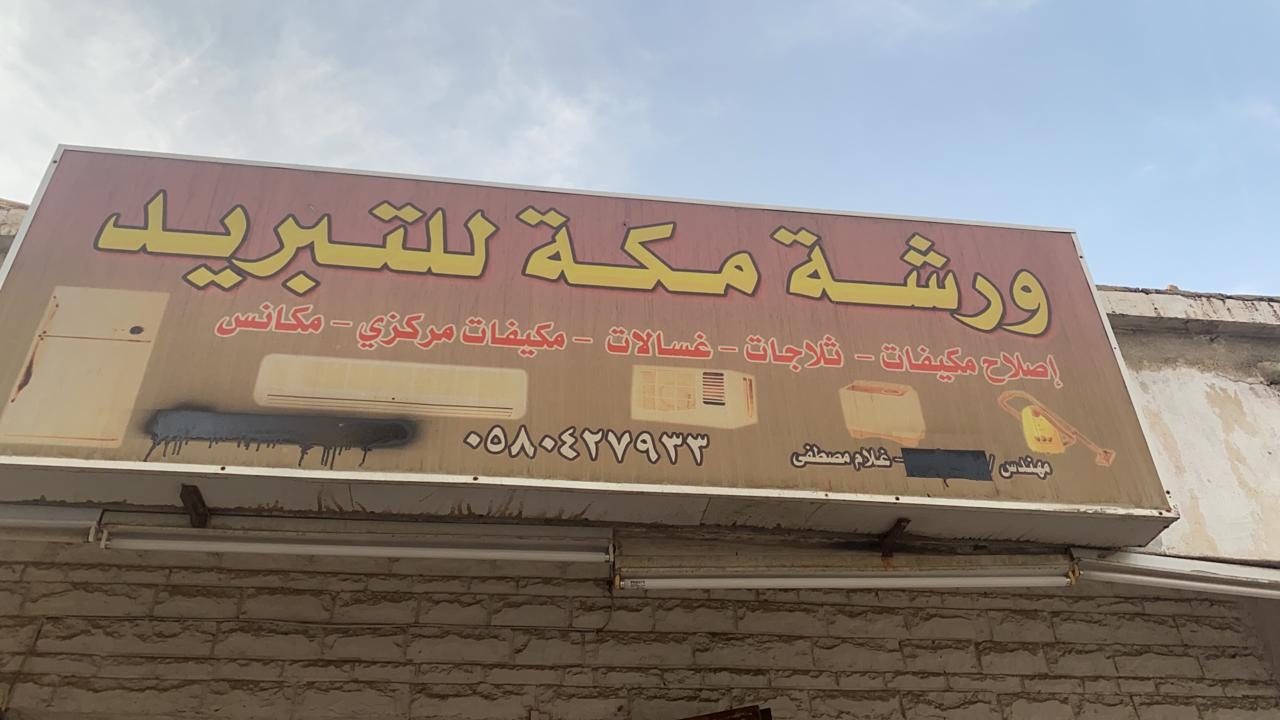 ورشة مكة للتبريد
إصلاح مكيفات - ثلاجات - غسالات - مكيفات مركزي - مكانس
مهندس / - غلام مصطفى
٠٥٨٠٤٢٧٩٣٣